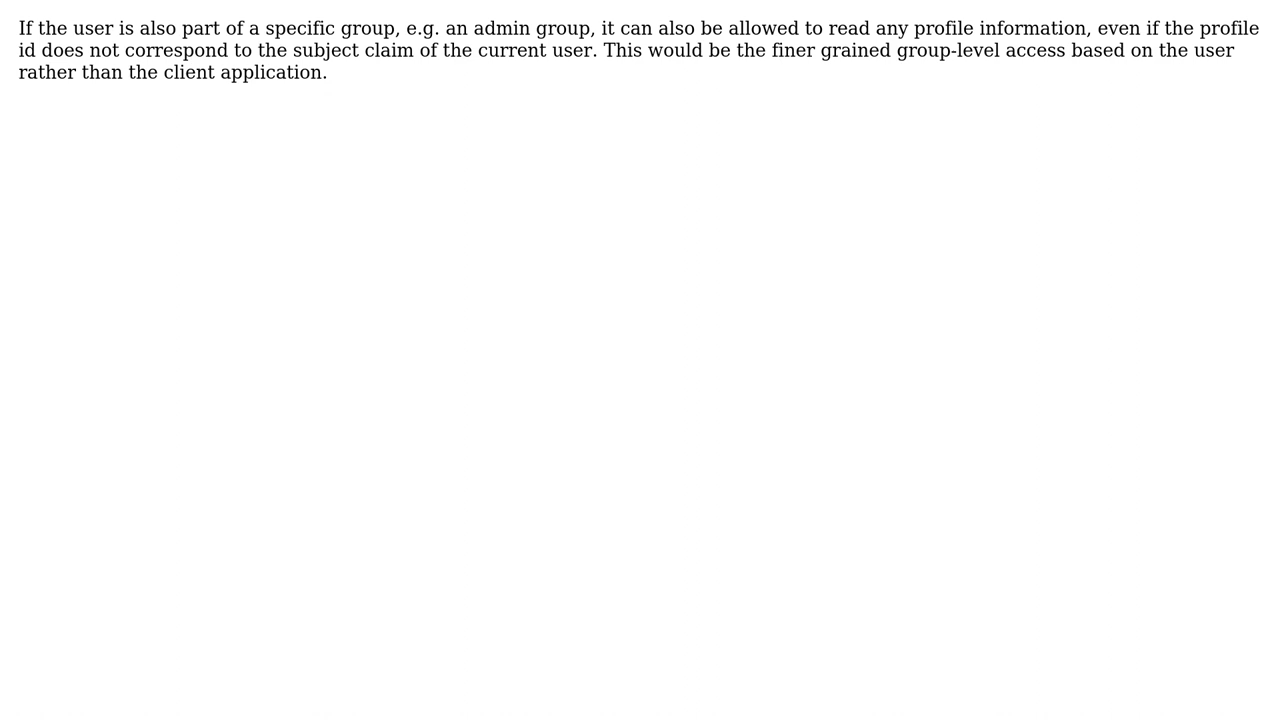 If the user is also part of a specific group, e.g. an admin group, it can also be allowed to read any profile information, even if the profile
id does not correspond to the subject claim of the current user. This would be the finer grained group-level access based on the user
rather than the client application.